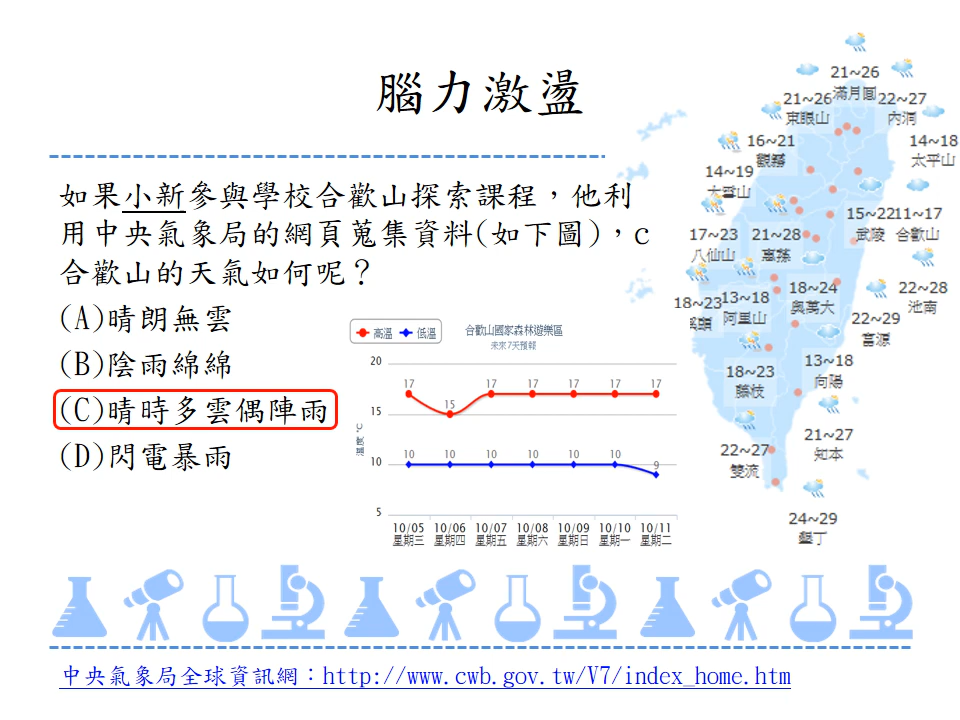 腦力激盪
如果小新參與學校合歡山探索課程，他利
用中央氣象局的網頁蒐集資料(如下圖)，c
合歡山的天氣如何呢？
(A)晴朗無雲
(B)陰雨綿綿
(C)晴時多雲偶陣雨
(D)閃電暴雨
高溫 低溫
合歡山國家森林遊樂區
未來7天預報
溫度 °C
20
15
10
5
17 15 17 17 17 17 17
10 10 10 10 10 10 9
10/05 10/06 10/07 10/08 10/09 10/10 10/11
星期三 星期四 星期五 星期六 星期日 星期一 星期二
21~26
滿月圓
21~26
東眼山
22~27
內洞
16~21
觀霧
14~18
太平山
14~19
大雪山
15~22
武陵
11~17
合歡山
17~23
八仙山
21~28
惠蓀
18~24
奧萬大
22~28
池南
18~23
13~18
阿里山
22~29
富源
18~23
藤枝
13~18
向陽
22~27
雙流
21~27
知本
24~29
墾丁
中央氣象局全球資訊網：http://www.cwb.gov.tw/V7/index_home.htm